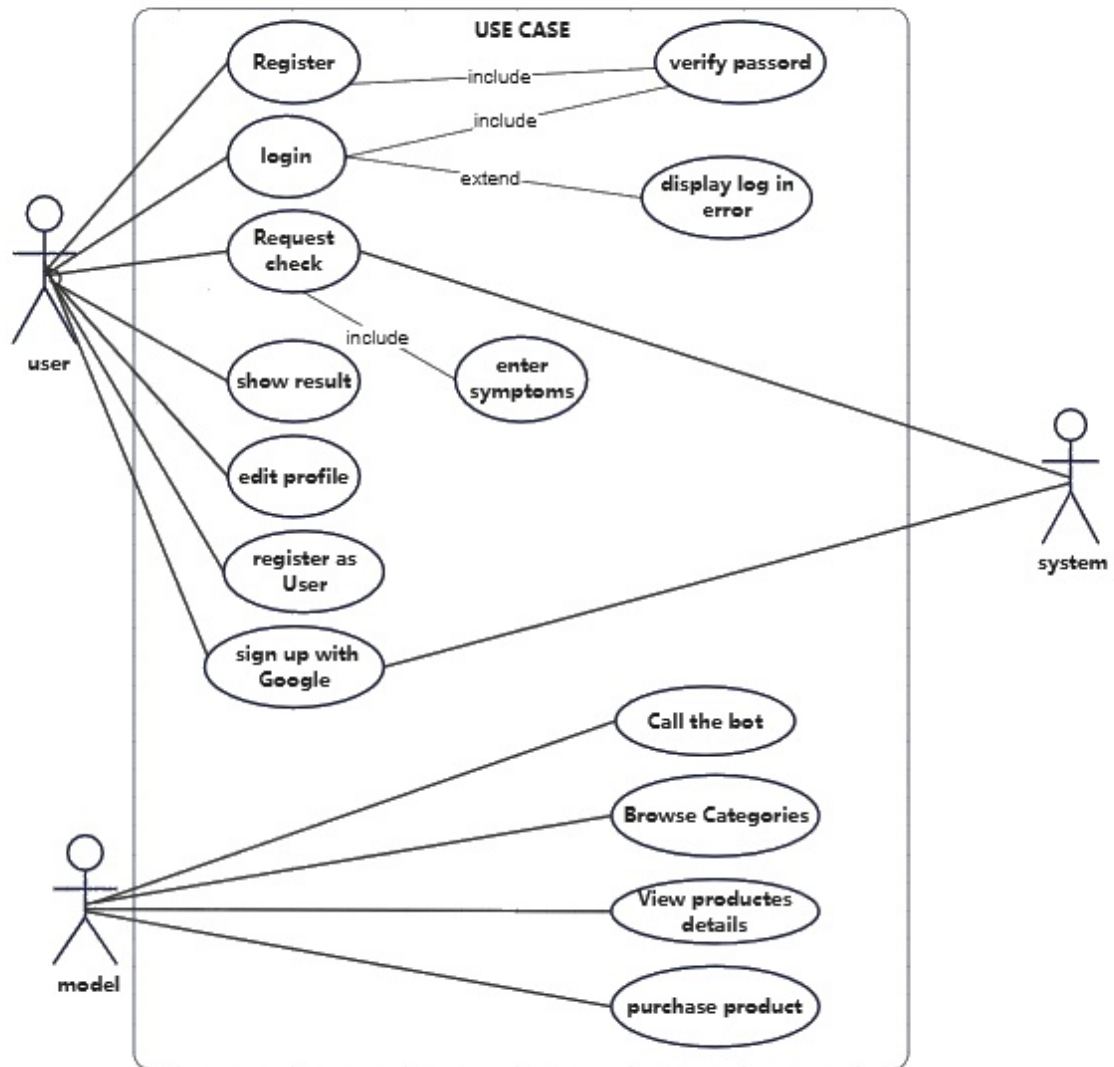 USE CASE
Register
include
verify passord
include
login
extend
display log in
error
Request
check
include
enter
symptoms
user
show result
edit profile
system
register as
User
sign up with
Google
Call the bot
Browse Categories
View productes
details
model
purchase product